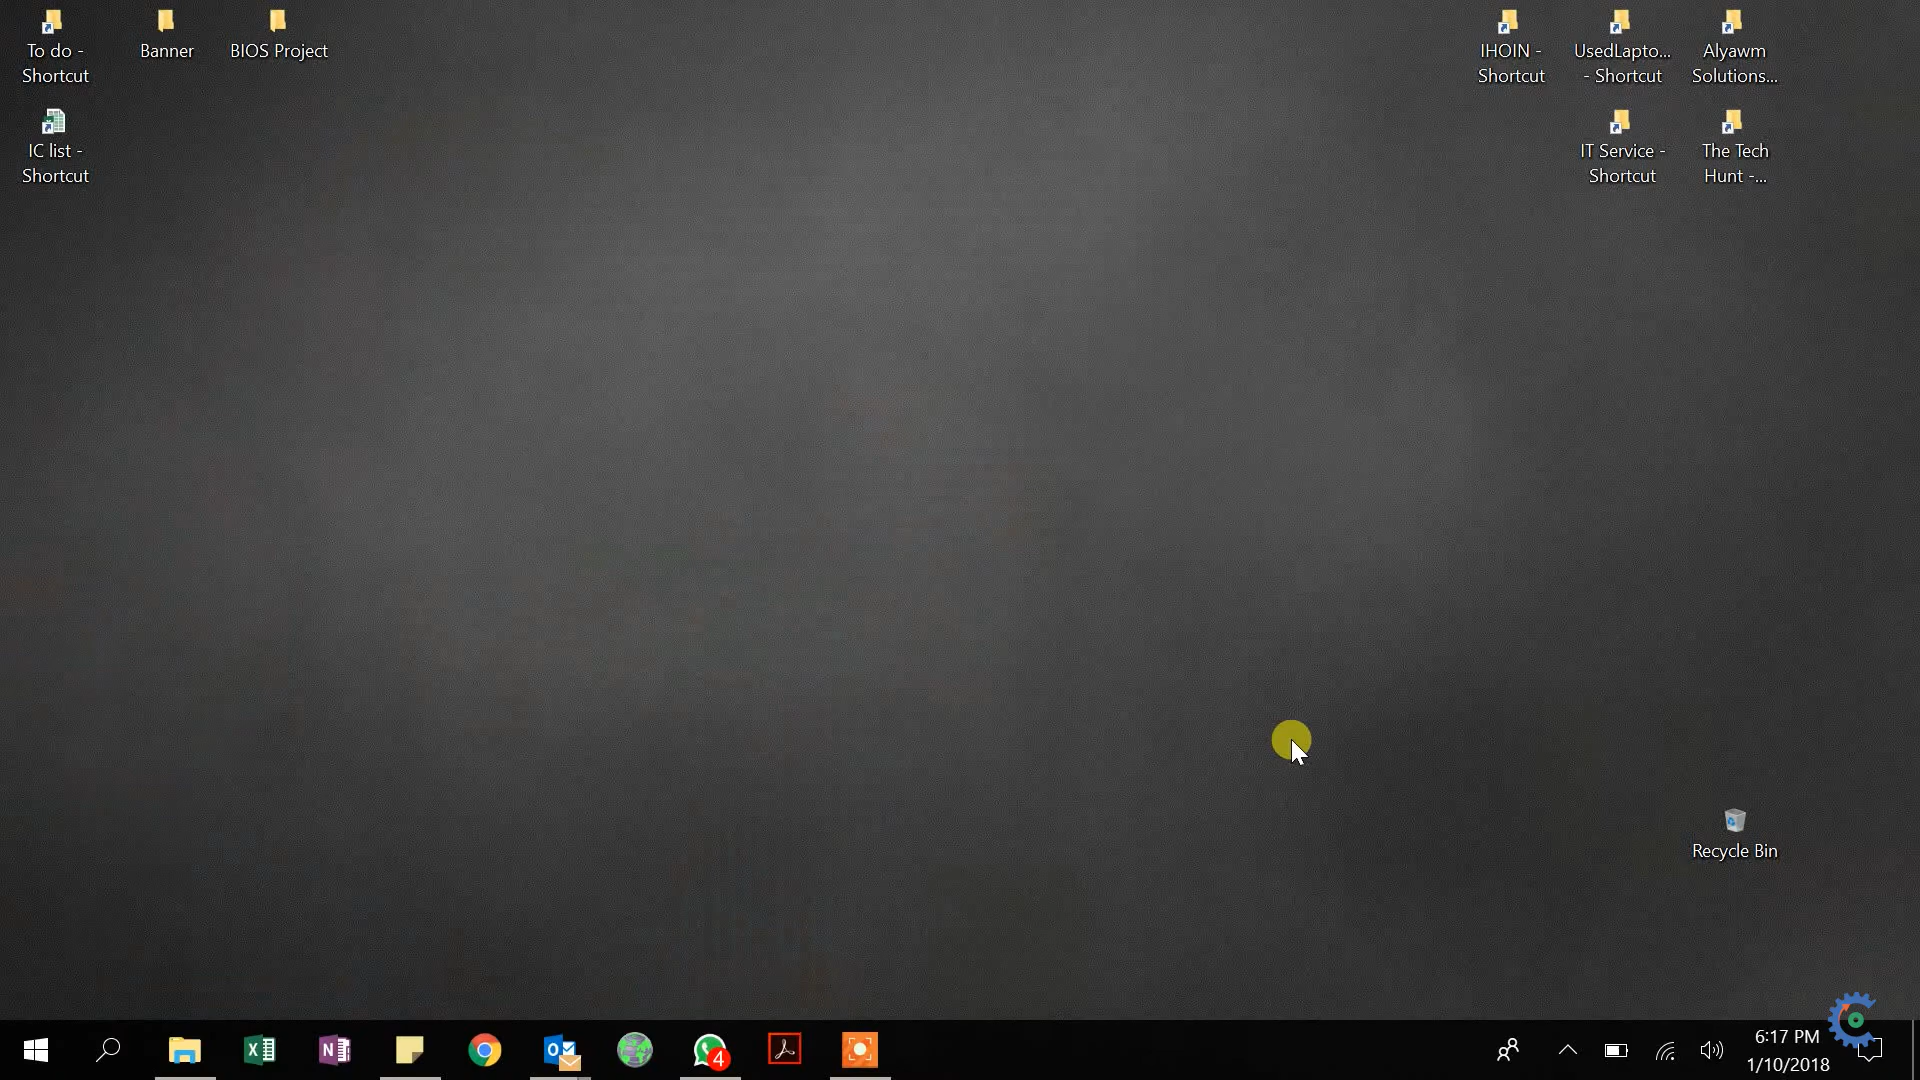 To do -
Shortcut
Banner
BIOS Project
IHOIN -
Shortcut
UsedLapto...
- Shortcut
Alyawm
Solutions...
IC list -
Shortcut
IT Service -
Shortcut
The Tech
Hunt -...
Recycle Bin
4
6:17 PM
1/10/2018